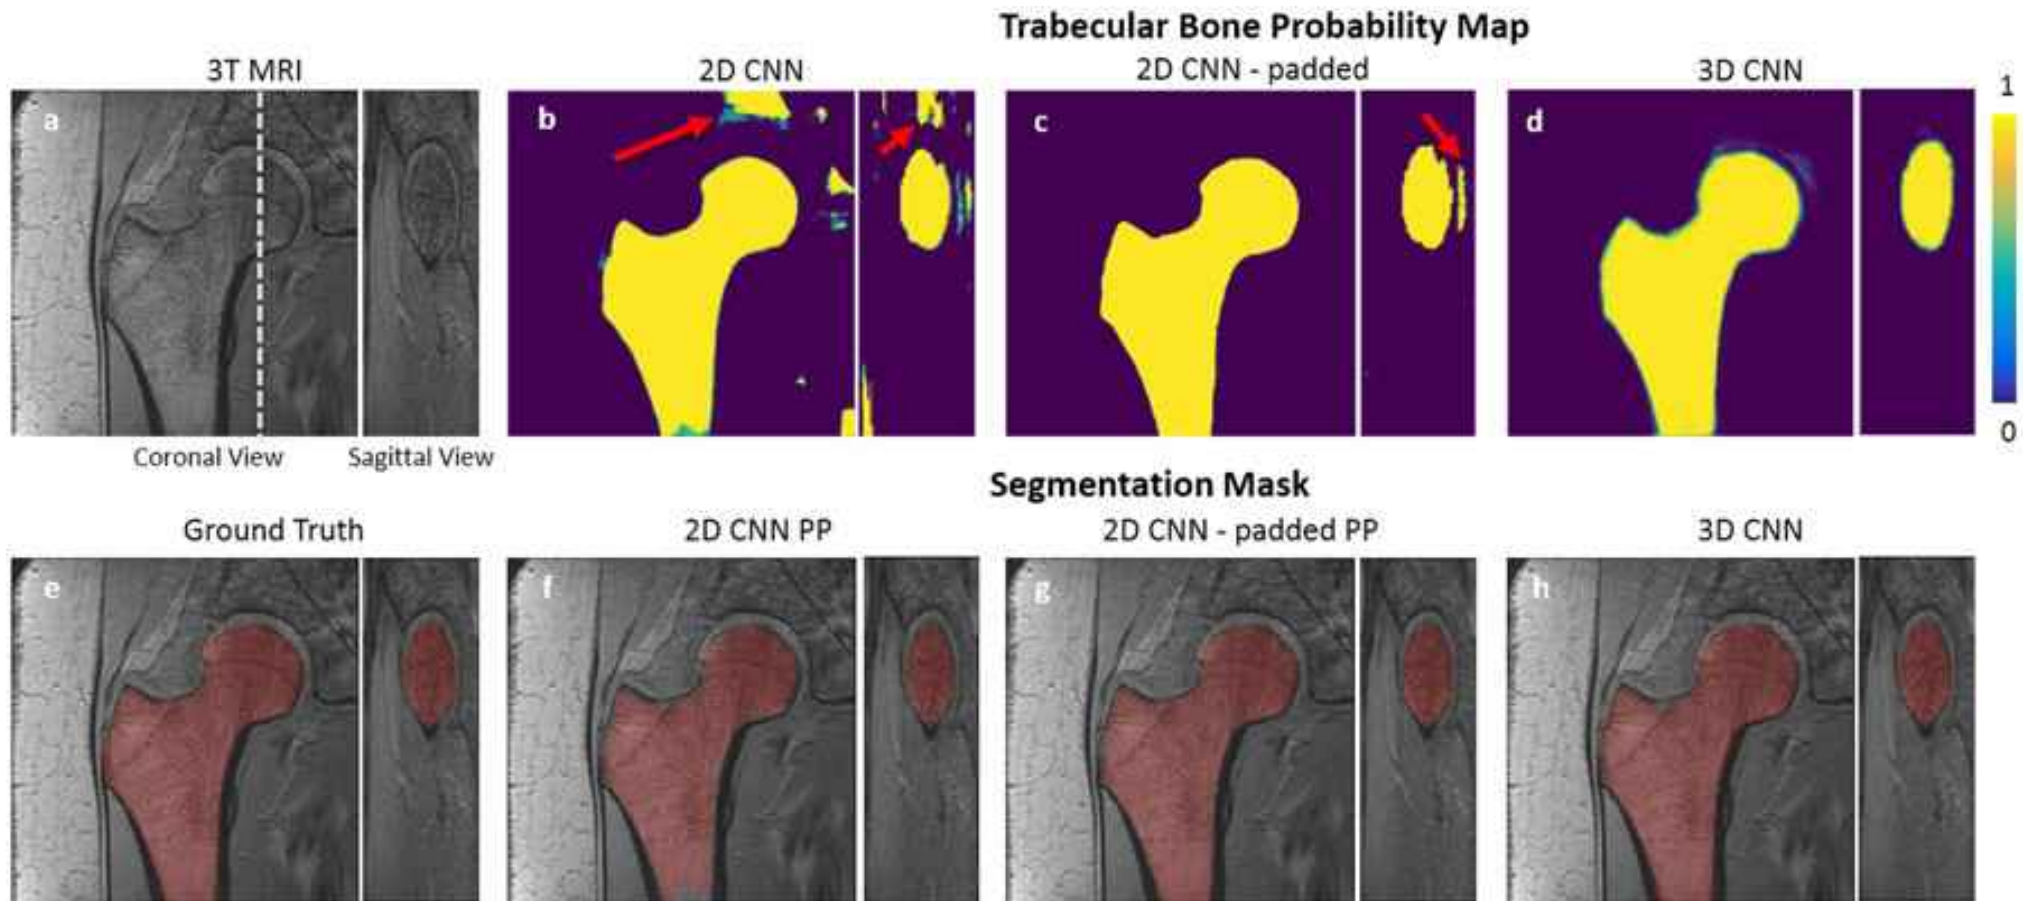 Trabecular Bone Probability Map
3T MRI
2D CNN
2D CNN - padded
3D CNN
1
a
b
c
d
0
Coronal View
Sagittal View
Segmentation Mask
Ground Truth
2D CNN PP
2D CNN - padded PP
3D CNN
e
f
g
h